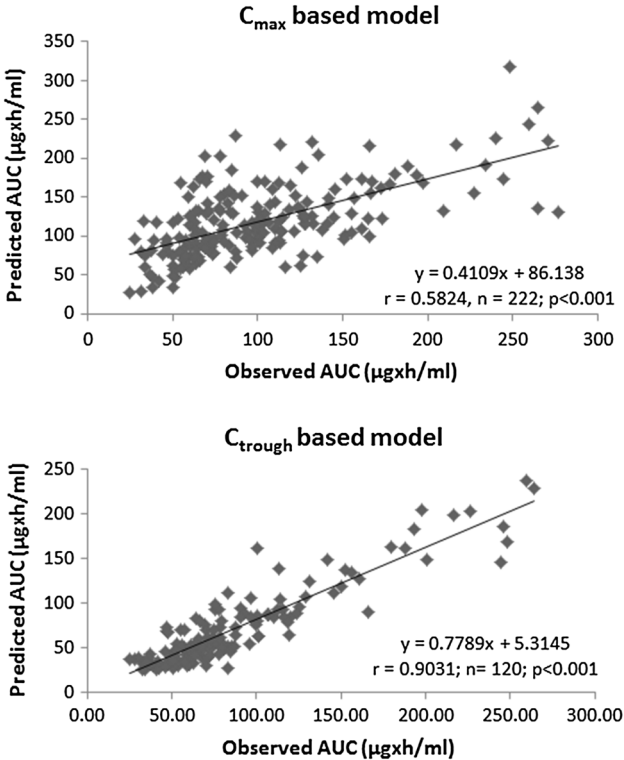 Cmax based model
350
300
250
200
150
100
50
0
Predicted AUC (µgxh/ml)
y = 0.4109x + 86.138
r = 0.5824, n = 222; p<0.001
0 50 100 150 200 250 300
Observed AUC (µgxh/ml)
Ctrough based model
250
200
150
100
50
0
Predicted AUC (µgxh/ml)
y = 0.7789x + 5.3145
r = 0.9031; n= 120; p<0.001
0.00 50.00 100.00 150.00 200.00 250.00 300.00
Observed AUC (µgxh/ml)